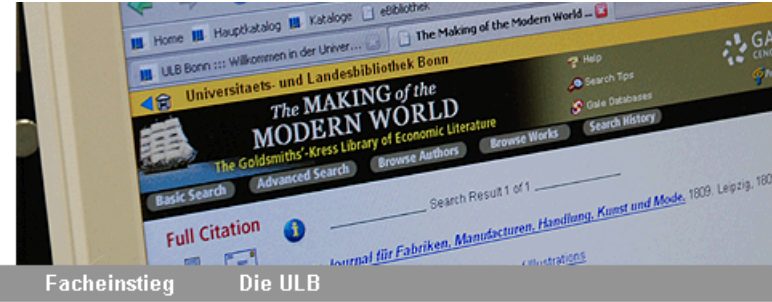 Home Hauptkatalog Kataloge eBibliothek
ULB Bonn ::: Willkommen in der Univer... The Making of the Modern World ...
Universitaets- und Landesbibliothek Bonn
The MAKING of the
MODERN WORLD
The Goldsmiths'-Kress Library of Economic Literature
Help
Search Tips
Gale Databases
Basic Search Advanced Search Browse Authors Browse Works Search History
Search Result 1 of 1
Full Citation
Journal für Fabriken, Manufacturen, Handlung, Kunst und Mode, 1809. Leipzig, 180
Illustrations
Facheinstieg Die ULB